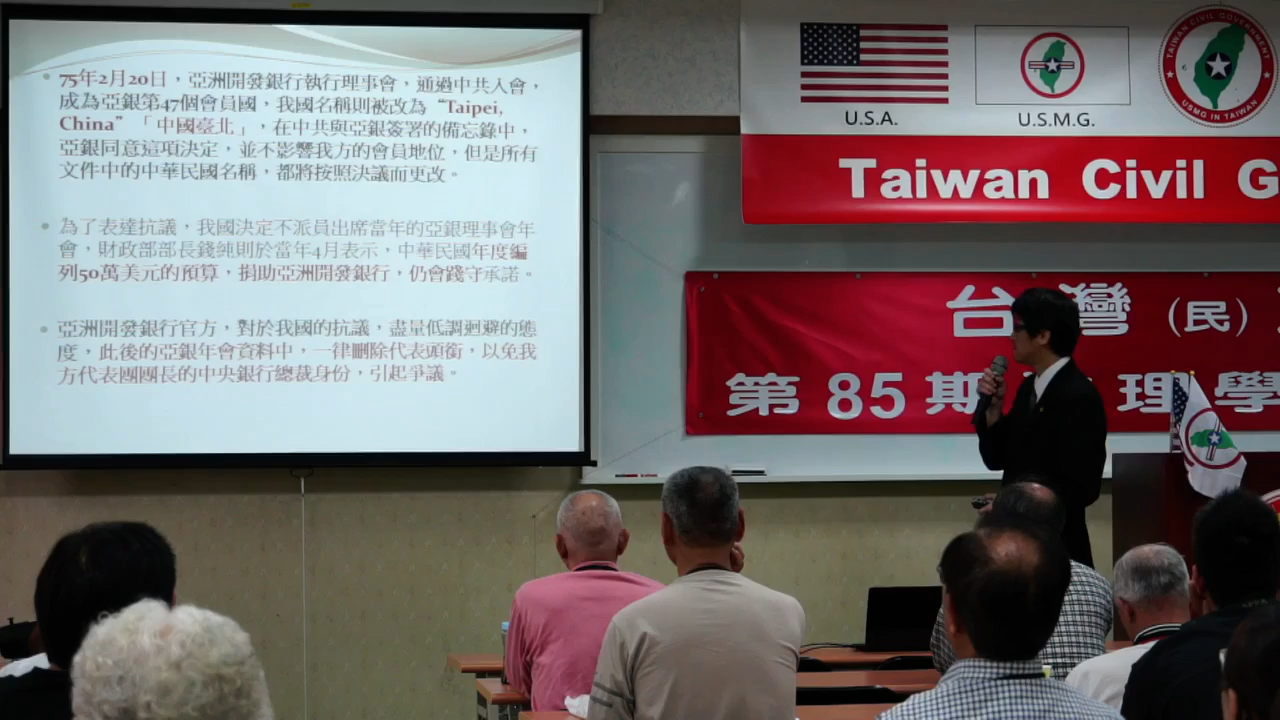 75年2月20日，亞洲開發銀行執行理事會，通過中共入會，
成為亞銀第47個會員國，我國名稱則被改為“Taipei,
China”「中國臺北」，在中共與亞銀簽署的備忘錄中，
亞銀同意這項決定，並不影響我方的會員地位，但是所有
文件中的中華民國名稱，都將按照決議而更改。
為了表達抗議，我國決定不派員出席當年的亞銀理事會年
會，財政部部長錢純則於當年4月表示，中華民國年度編
列50萬美元的預算，捐助亞洲開發銀行，仍會踐守承諾。
亞洲開發銀行官方，對於我國的抗議，盡量低調迴避的態
度，此後的亞銀年會資料中，一律刪除代表頭銜，以免我
方代表團團長的中央銀行總裁身份，引起爭議。
U.S.A.
U.S.M.G.
TAIWAN CIVIL GOVERNMENT
USMG IN TAIWAN
Taiwan Civil G
台灣（民）
第 85 期 理學